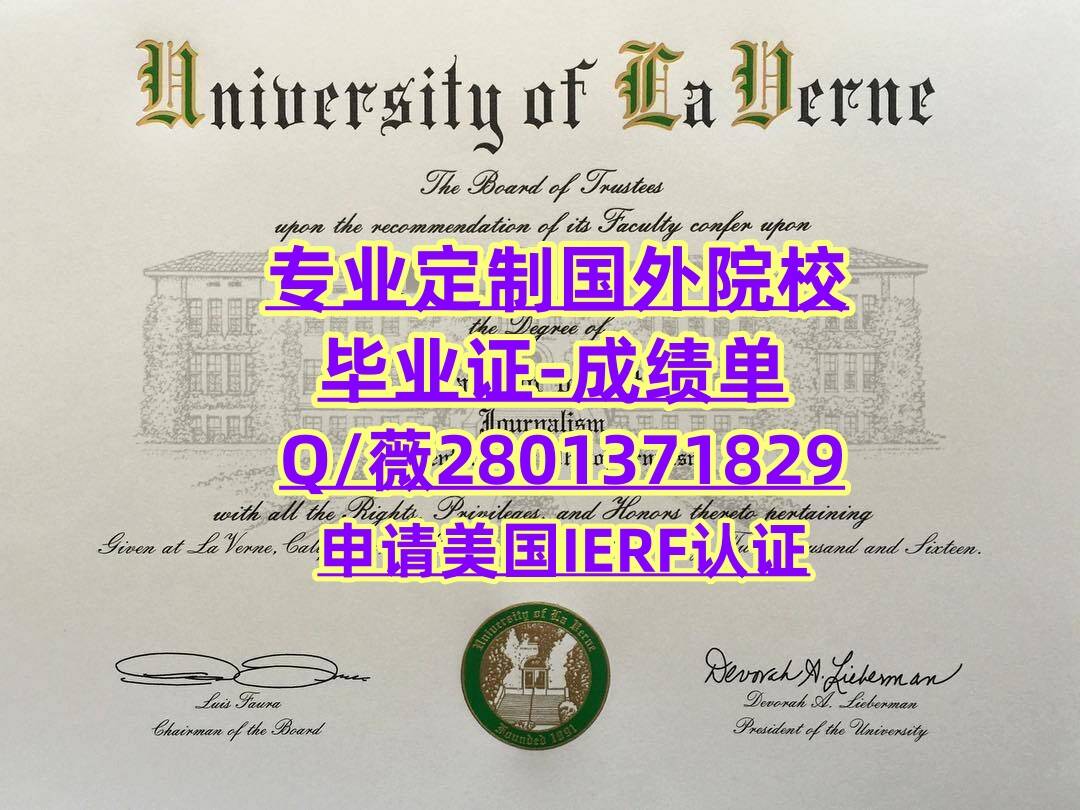 University of La Verne
The Board of Trustees
upon the recommendation of its Faculty confer upon
专业定制国外院校
the Degree of
毕业证-成绩单
Journalism
Q/薇2801371829
with all the Rights, Privileges, and Honors thereto pertaining
Given at La Verne, Thousand and Sixteen.
申请美国IERF认证
University of La Verne
Founded 1891
Devorah A. Lieberman
Luis Faura
Devorah A. Lieberman
Chairman of the Board
President of the University